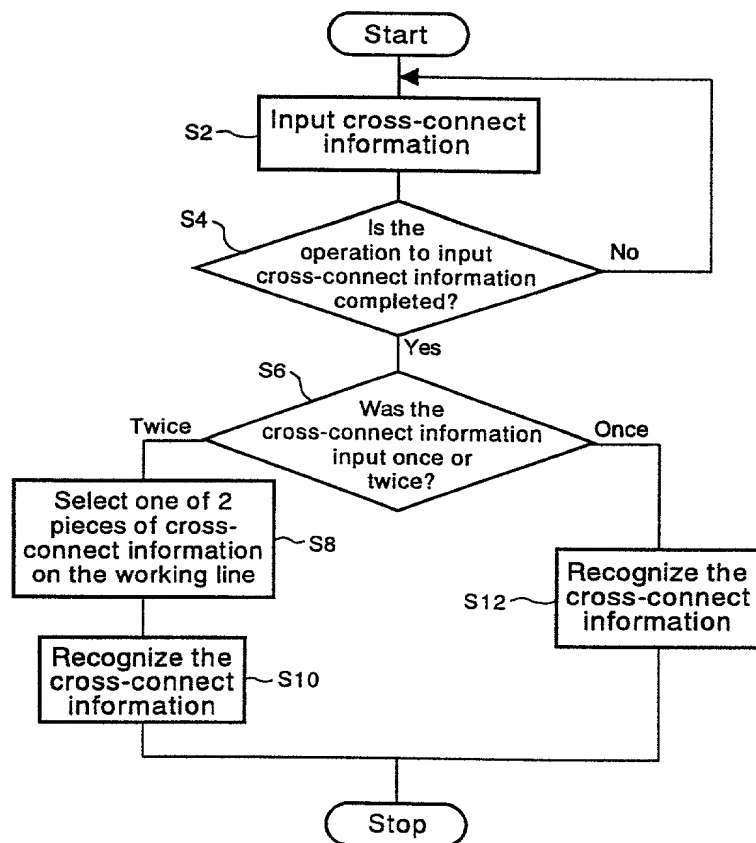 Start
S2
Input cross-connect
information
S4
Is the
operation to input
cross-connect information
completed?
No
Yes
S6
Was the
cross-connect information
input once or
twice?
Twice
Once
Select one of 2
pieces of cross-
connect information
on the working line
S8
Recognize the
cross-connect
information
S10
S12
Recognize the
cross-connect
information
Stop